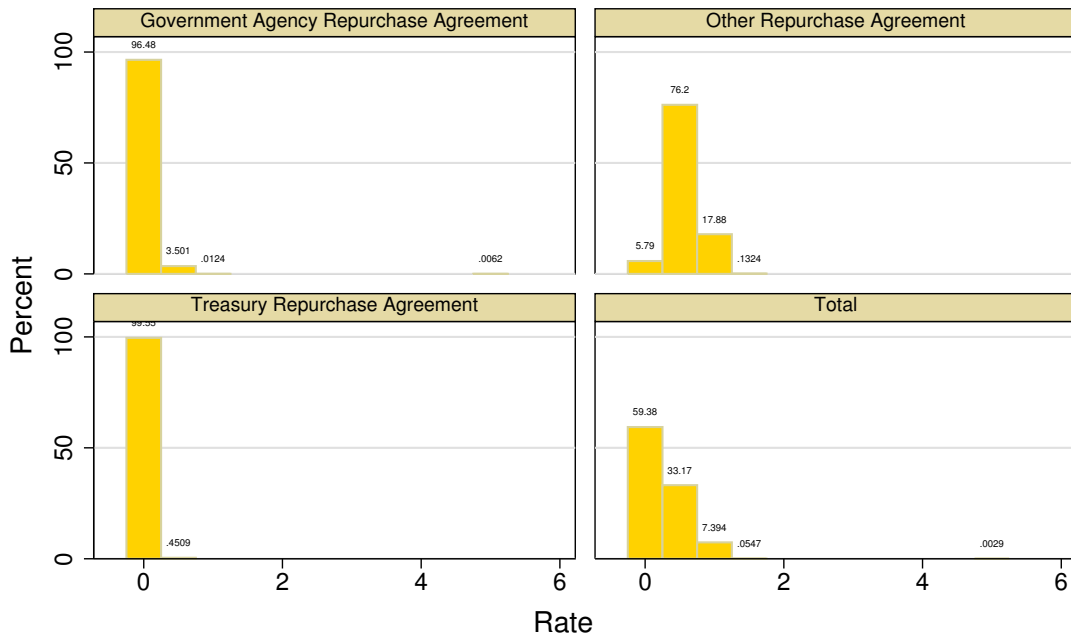 Government Agency Repurchase Agreement
Other Repurchase Agreement
100
96.48
50
3.501
.0124
.0062
0
76.2
17.88
5.79
.1324
Treasury Repurchase Agreement
Total
100
99.55
50
.4509
0
59.38
33.17
7.394
.0547
.0029
0 2 4 6
0 2 4 6
Percent
Rate